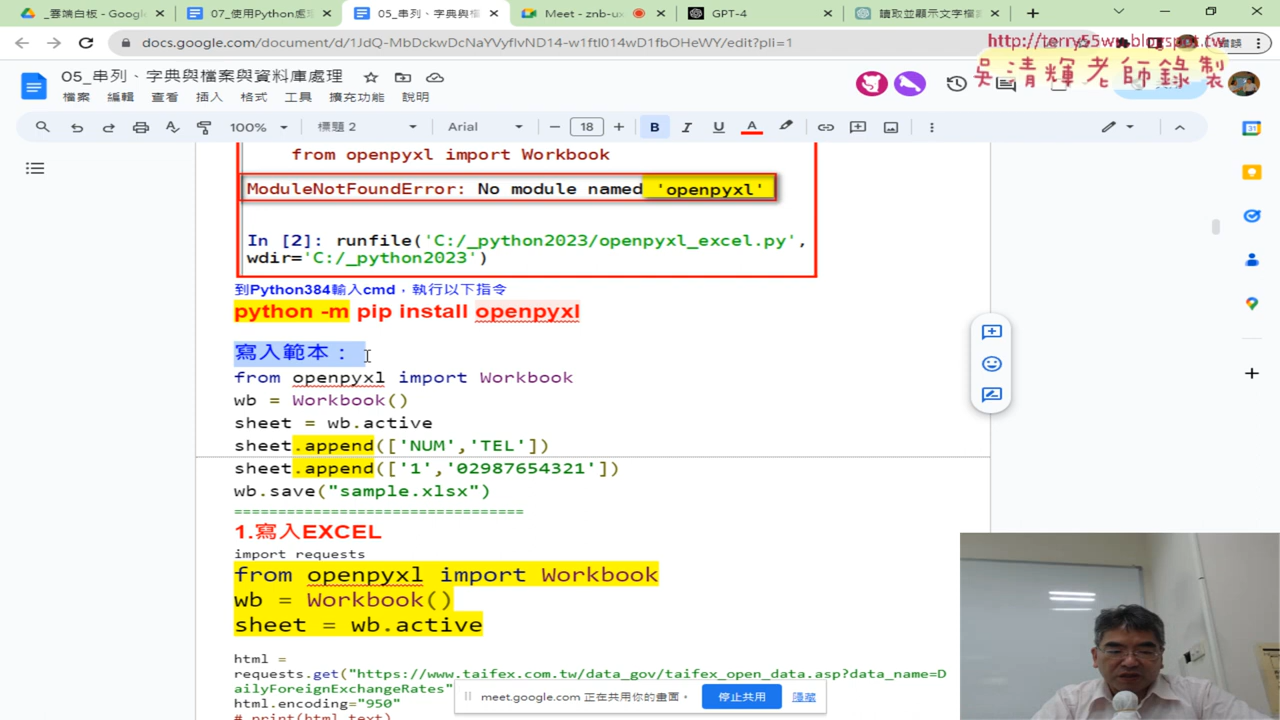 _雲端白板 - Googl
07_使用Python處
05_串列、字典與檔
Meet - znb-ux
GPT-4
讀取並顯示文字檔
docs.google.com/document/d/1JdQ-MbDckwDcNaYVyfIvND14-w1ftI014wD1fbOHeWY/edit?pli=1
http://terry55wu.blogspot.tw
吳清輝老師錄製
05_串列、字典與檔案與資料庫處理
檔案 編輯 查看 插入 格式 工具 擴充功能 說明
100% 標題 2 Arial 18 B I U A
from openpyxl import Workbook
ModuleNotFoundError: No module named 'openpyxl'
In [2]: runfile('C:/_python2023/openpyxl_excel.py',
wdir='C:/_python2023')
到Python384輸入cmd，執行以下指令
python -m pip install openpyxl
寫入範本：
from openpyxl import Workbook
wb = Workbook()
sheet = wb.active
sheet.append(['NUM','TEL'])
sheet.append(['1','02987654321'])
wb.save("sample.xlsx")
================================
1.寫入EXCEL
import requests
from openpyxl import Workbook
wb = Workbook()
sheet = wb.active
html =
requests.get("https://www.taifex.com.tw/data_gov/taifex_open_data.asp?data_name=D
ailyForeignExchangeRates"
html.encoding="950"
# print(html.text)
meet.google.com 正在共用你的畫面。 停止共用 隱藏